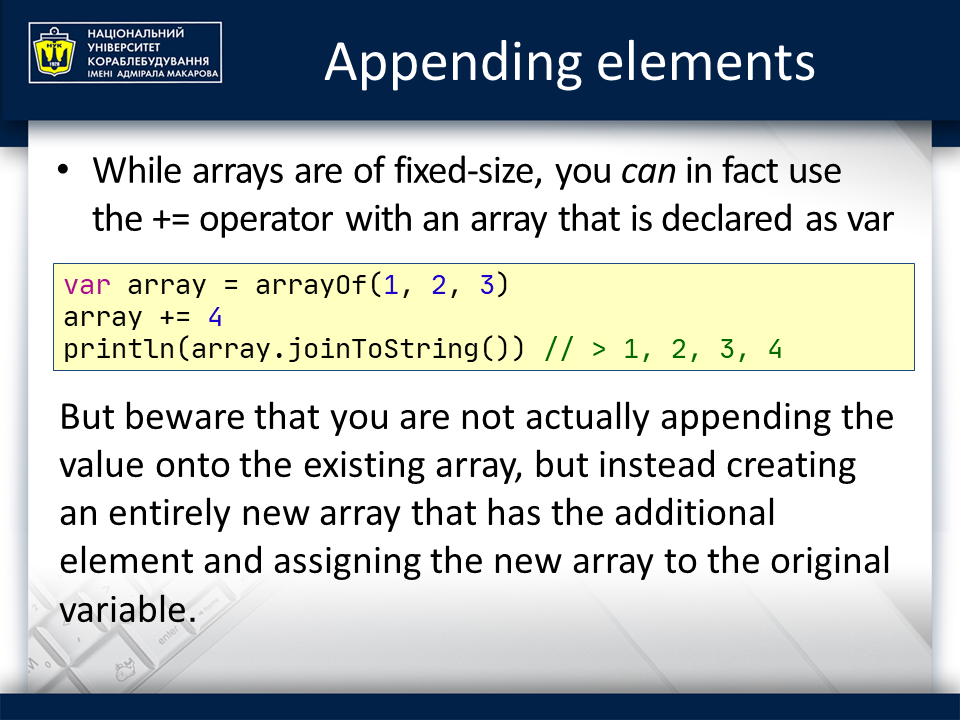 НАЦІОНАЛЬНИЙ
УНІВЕРСИТЕТ
КОРАБЛЕБУДУВАННЯ
ІМЕНІ АДМІРАЛА МАКАРОВА
НУК
1920
Appending elements
• While arrays are of fixed-size, you can in fact use
the += operator with an array that is declared as var
var array = arrayOf(1, 2, 3)
array += 4
println(array.joinToString()) // > 1, 2, 3, 4
But beware that you are not actually appending the
value onto the existing array, but instead creating
an entirely new array that has the additional
element and assigning the new array to the original
variable.
enter